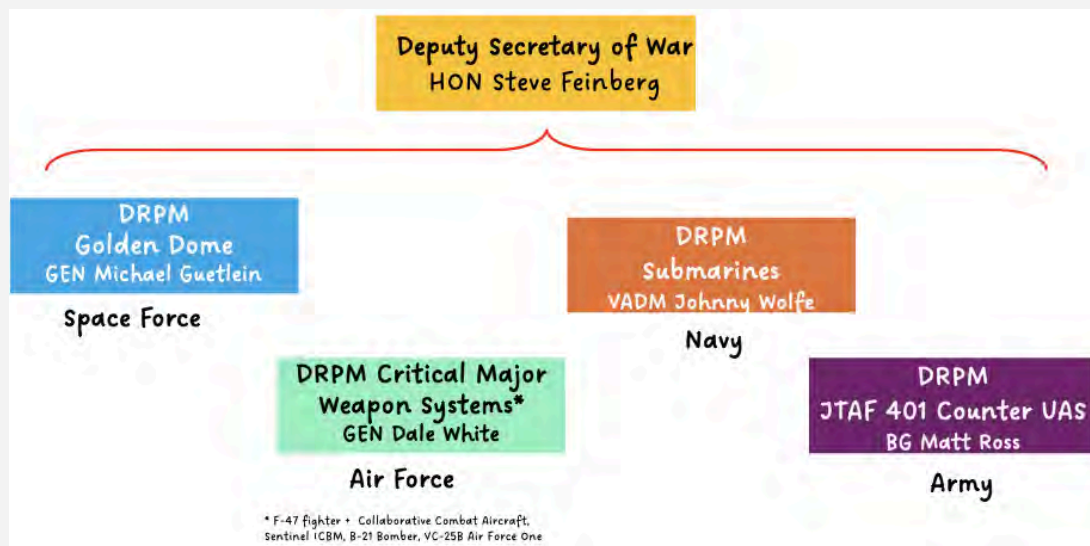 Deputy Secretary of War
HON Steve Feinberg
DRPM
Golden Dome
GEN Michael Guetlein
Space Force
DRPM Critical Major
Weapon Systems*
GEN Dale White
Air Force
* F-47 fighter + Collaborative Combat Aircraft,
Sentinel ICBM, B-21 Bomber, VC-25B Air Force One
DRPM
Submarines
VADM Johnny Wolfe
Navy
DRPM
JTAF 401 Counter UAS
BG Matt Ross
Army